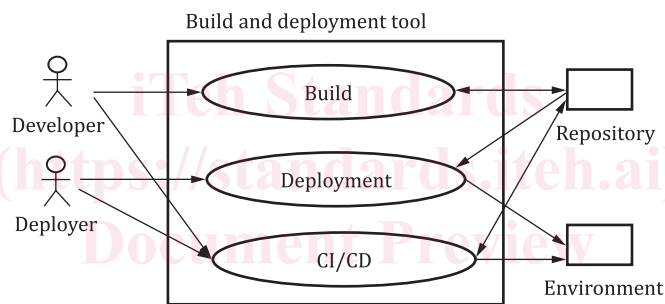 Build and deployment tool
Build
Developer
Repository
Deployment
Deployer
CI/CD
Environment
iTeh Standards
(https://standards.iteh.ai)
Document Preview